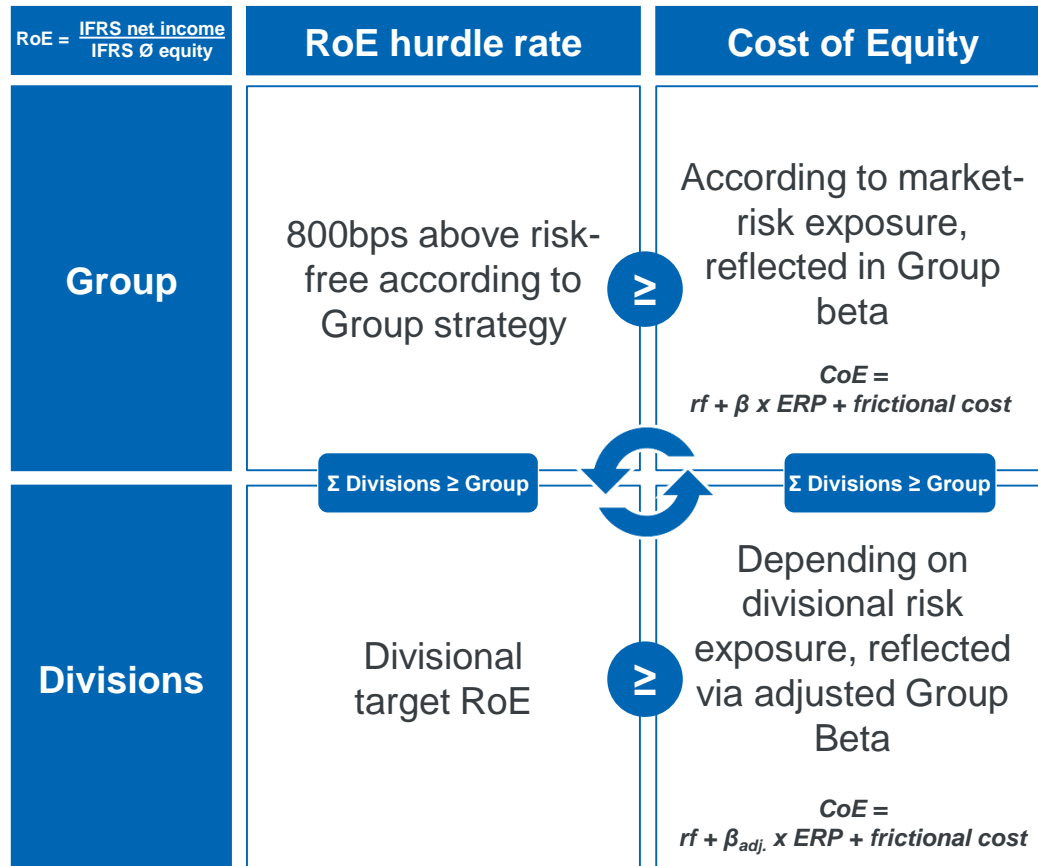 RoE = IFRS net income
IFRS Ø equity
RoE hurdle rate
Cost of Equity
Group
800bps above risk-
free according to
Group strategy
≥
According to market-
risk exposure,
reflected in Group
beta
CoE =
rf + β x ERP + frictional cost
Σ Divisions ≥ Group
Σ Divisions ≥ Group
Divisions
Divisional
target RoE
≥
Depending on
divisional risk
exposure, reflected
via adjusted Group
Beta
CoE =
rf + βadj. x ERP + frictional cost